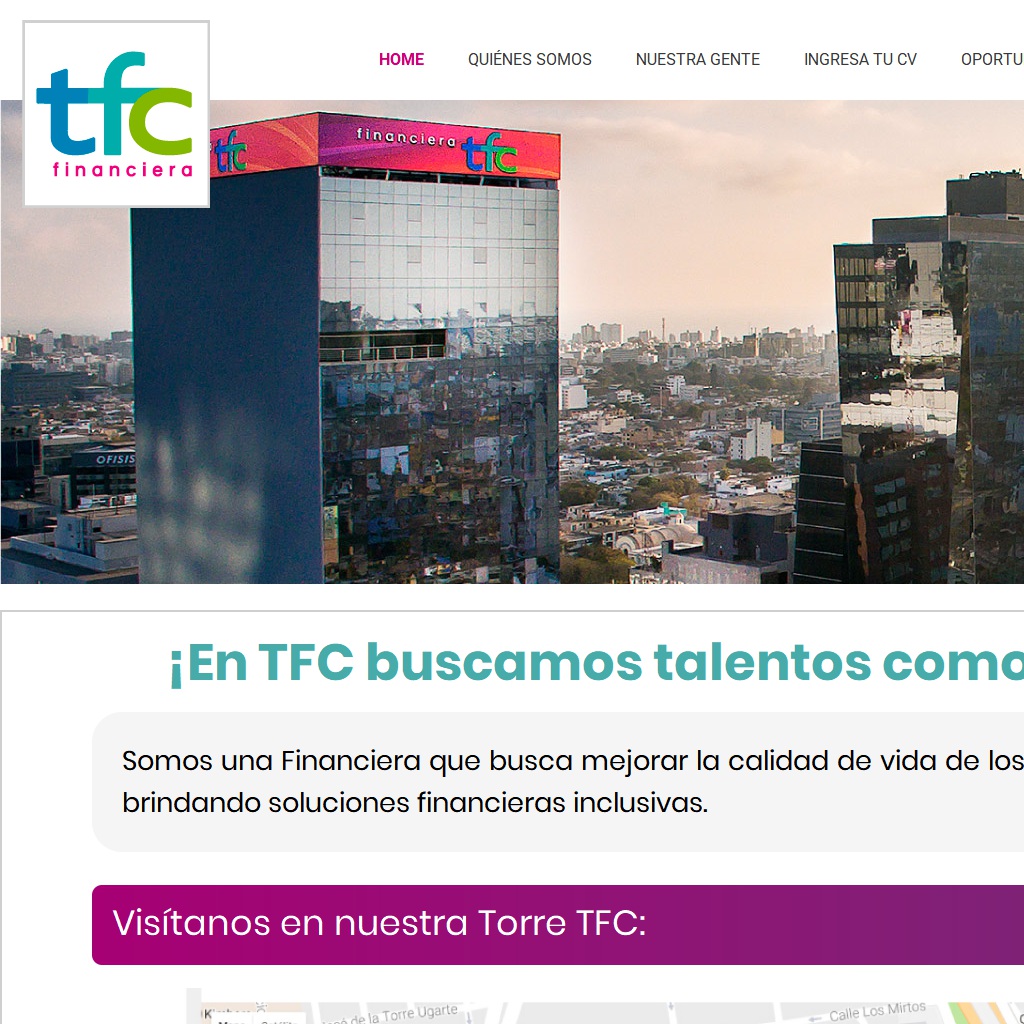 tfc
financiera
HOME QUIÉNES SOMOS NUESTRA GENTE INGRESA TU CV OPORTU
tfc
financiera tfc
OFISIS
¡En TFC buscamos talentos como
Somos una Financiera que busca mejorar la calidad de vida de los
brindando soluciones financieras inclusivas.
Visítanos en nuestra Torre TFC:
de la Torre Ugarte
Calle Los Mirtos